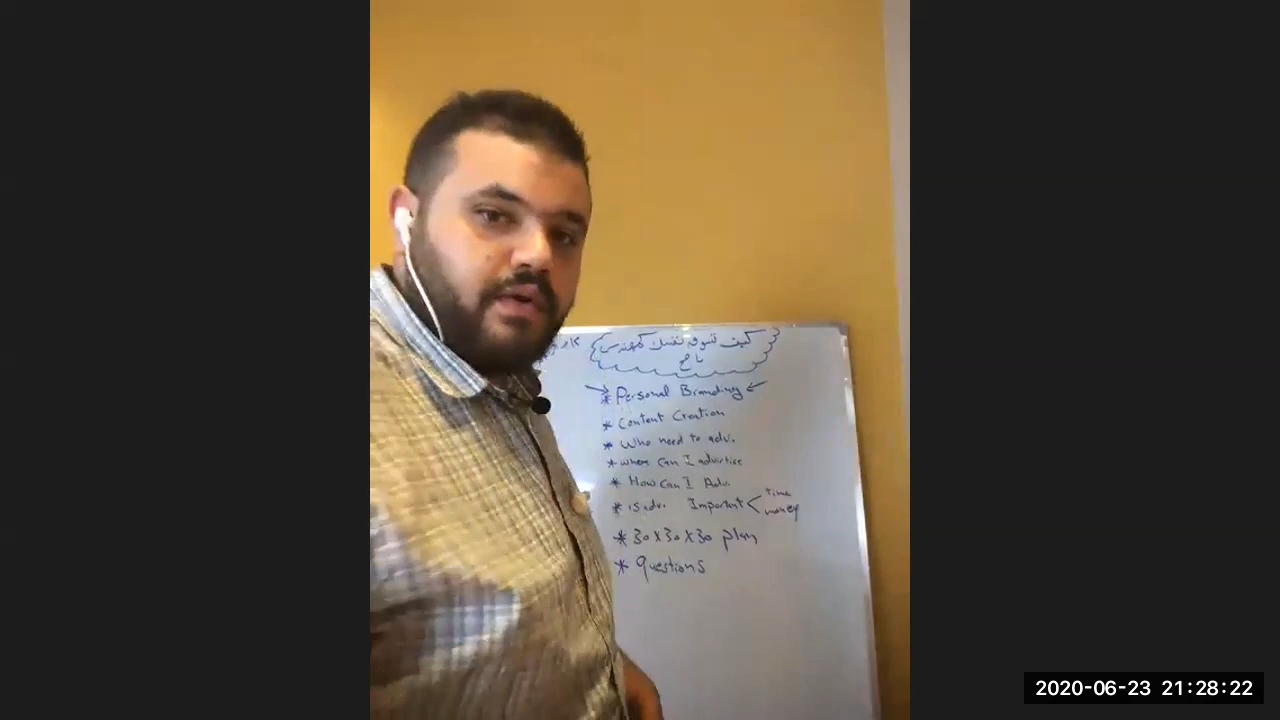 كيف تسوق نفسك كمهندس
ناجح
* Personal Branding
* Content Creation
* Who need to adv.
* where can I advertise
* How can I Adv.
* is adv. Important < time
money
* 30 X 30 X 30 plan
* Questions
2020-06-23 21:28:22